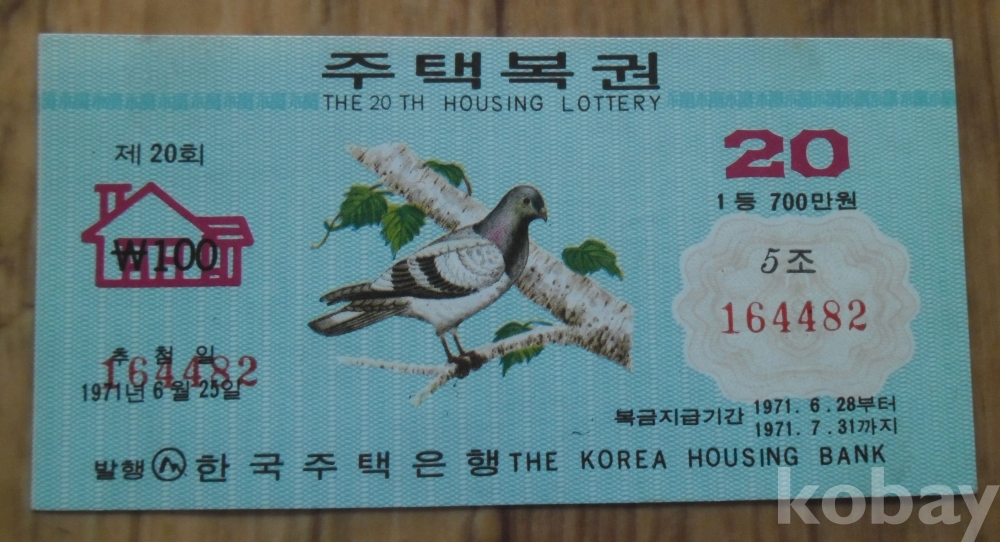 주택복권
THE 20 TH HOUSING LOTTERY
제 20회
₩100
20
1등 700만원
5조
164482
추첨일
164482
1971년 6월 25일
복금지급기간 1971. 6. 28부터
1971. 7. 31까지
발행 한국주택은행 THE KOREA HOUSING BANK
kobay